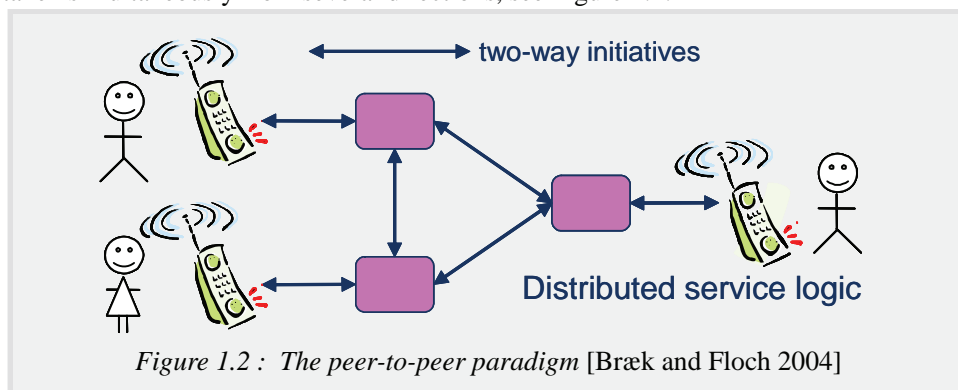 two-way initiatives
Distributed service logic
Figure 1.2 : The peer-to-peer paradigm [Bræk and Floch 2004]